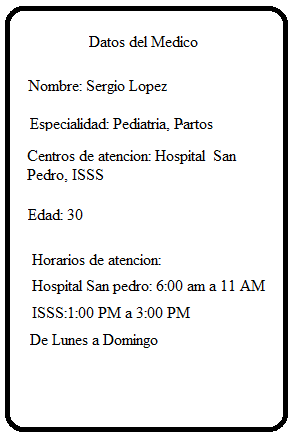 Datos del Medico
Nombre: Sergio Lopez
Especialidad: Pediatria, Partos
Centros de atencion: Hospital  San
Pedro, ISSS
Edad: 30
Horarios de atencion:
Hospital San pedro: 6:00 am a 11 AM
ISSS:1:00 PM a 3:00 PM
De Lunes a Domingo